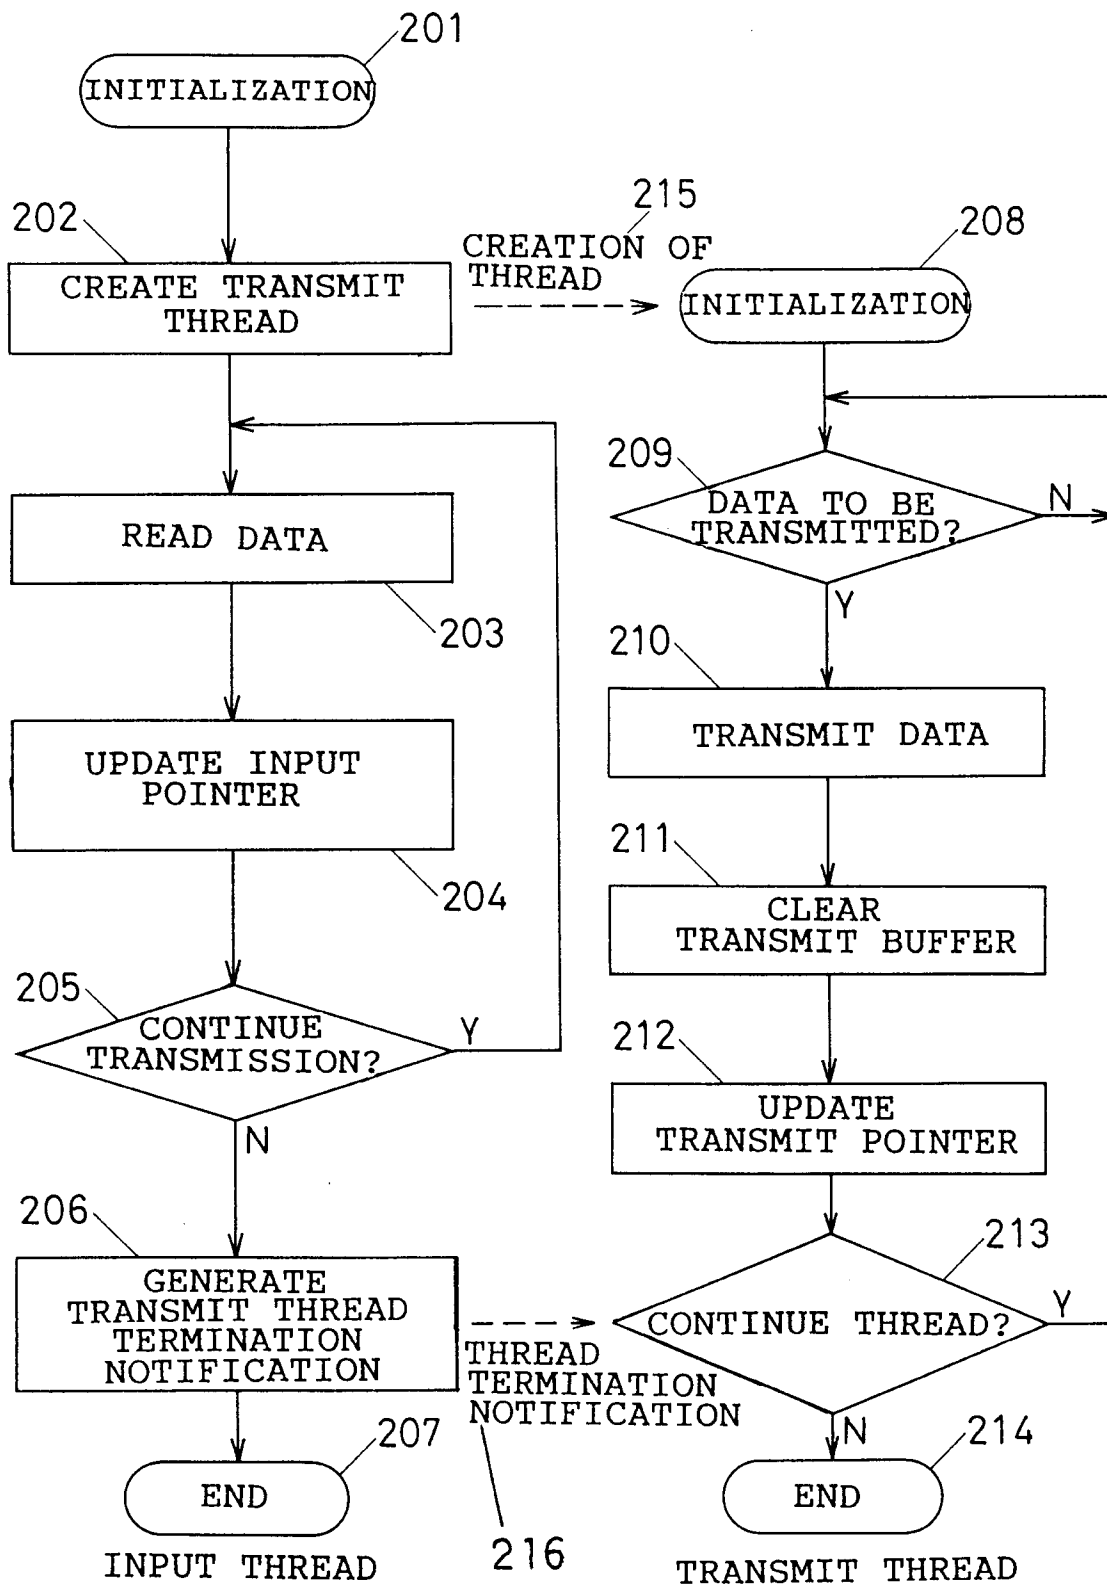 201
INITIALIZATION
202
CREATE TRANSMIT
THREAD
215
CREATION OF
THREAD
208
INITIALIZATION
READ DATA
203
UPDATE INPUT
POINTER
204
205
CONTINUE
TRANSMISSION?
Y
N
206
GENERATE
TRANSMIT THREAD
TERMINATION
NOTIFICATION
207
END
INPUT THREAD
THREAD
TERMINATION
NOTIFICATION
216
209
DATA TO BE
TRANSMITTED?
N
Y
210
TRANSMIT DATA
211
CLEAR
TRANSMIT BUFFER
212
UPDATE
TRANSMIT POINTER
213
CONTINUE THREAD?
Y
N
214
END
TRANSMIT THREAD